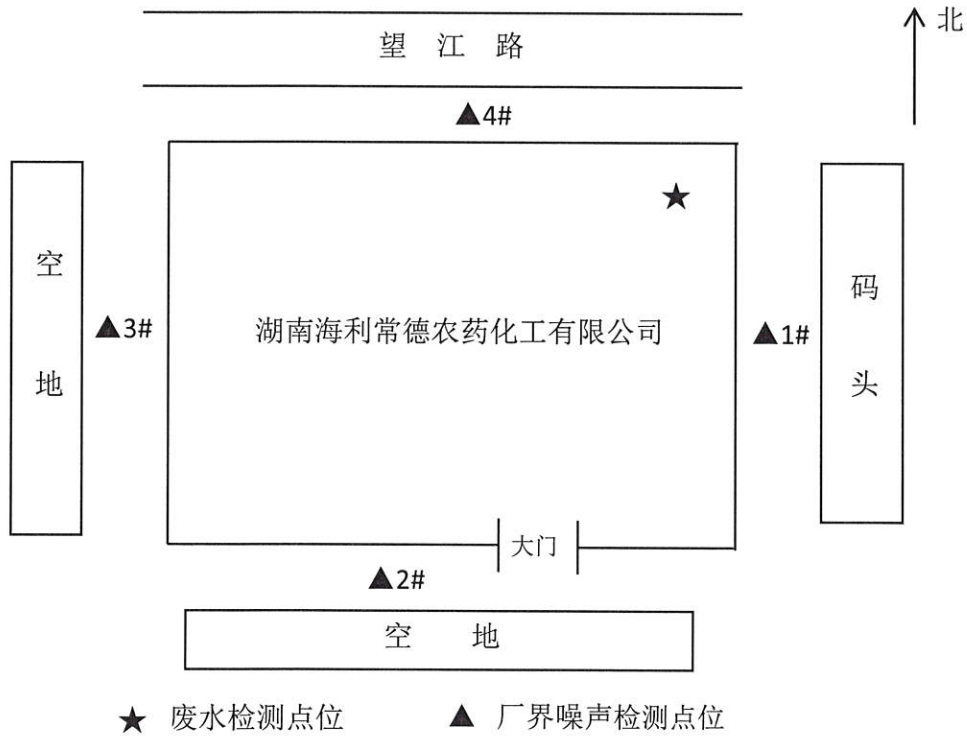 北
望 江 路
▲4#
空地
▲3#
湖南海利常德农药化工有限公司
▲1#
码头
大门
▲2#
空 地
★ 废水检测点位 ▲ 厂界噪声检测点位